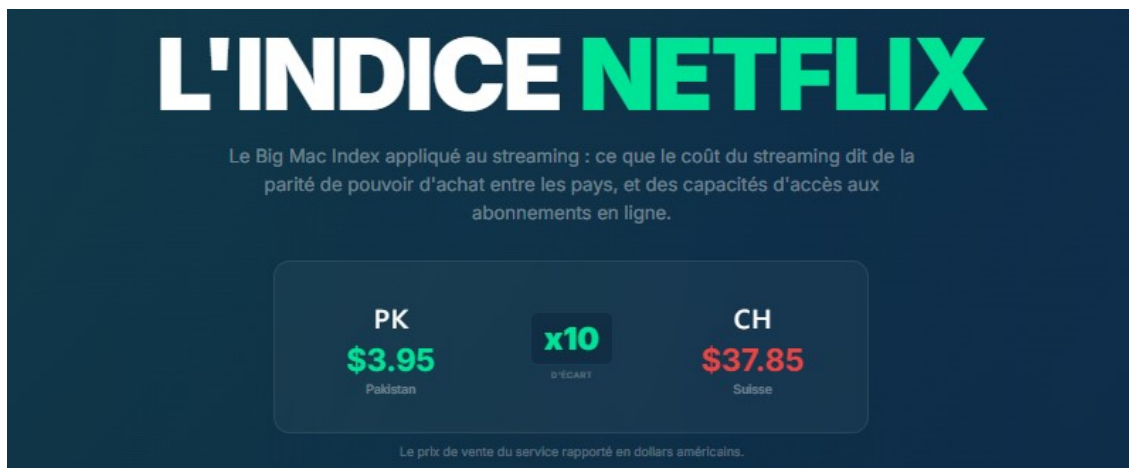 L'INDICE NETFLIX
Le Big Mac Index appliqué au streaming : ce que le coût du streaming dit de la
parité de pouvoir d'achat entre les pays, et des capacités d'accès aux
abonnements en ligne.
PK
$3.95
Pakistan
x10
D'ÉCART
CH
$37.85
Suisse
Le prix de vente du service rapporté en dollars américains.